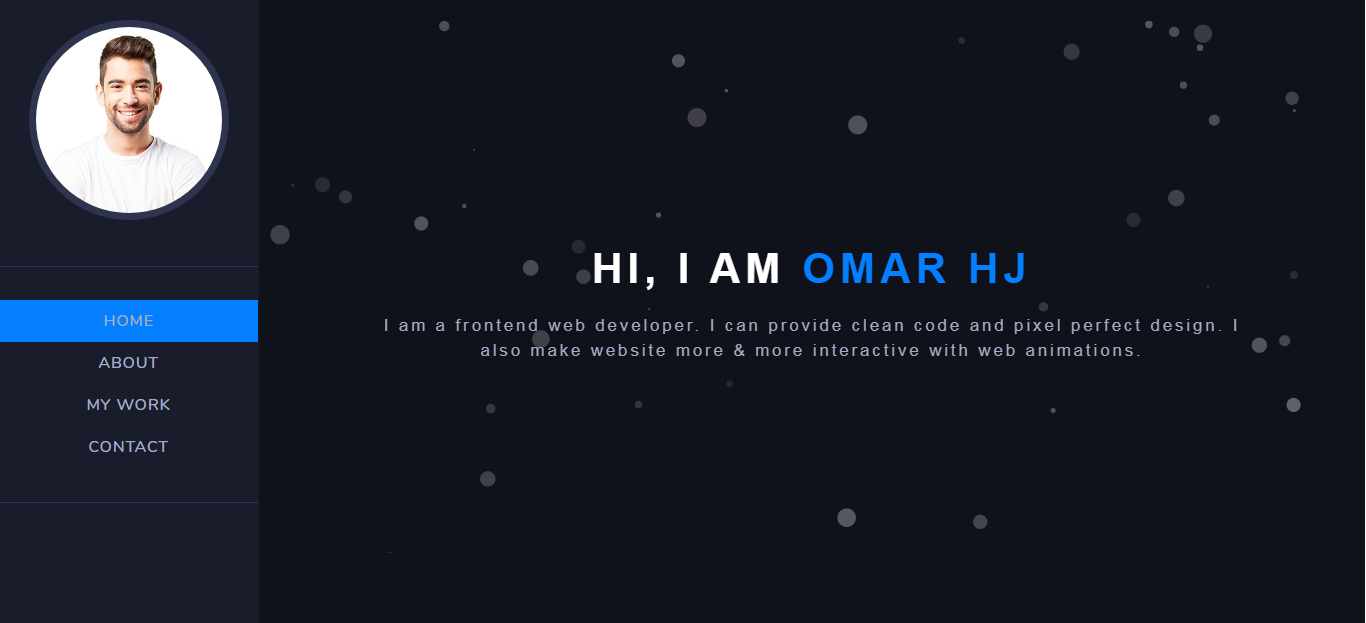 HOME
ABOUT
MY WORK
CONTACT
HI, I AM OMAR HJ
I am a frontend web developer. I can provide clean code and pixel perfect design. I
also make website more & more interactive with web animations.